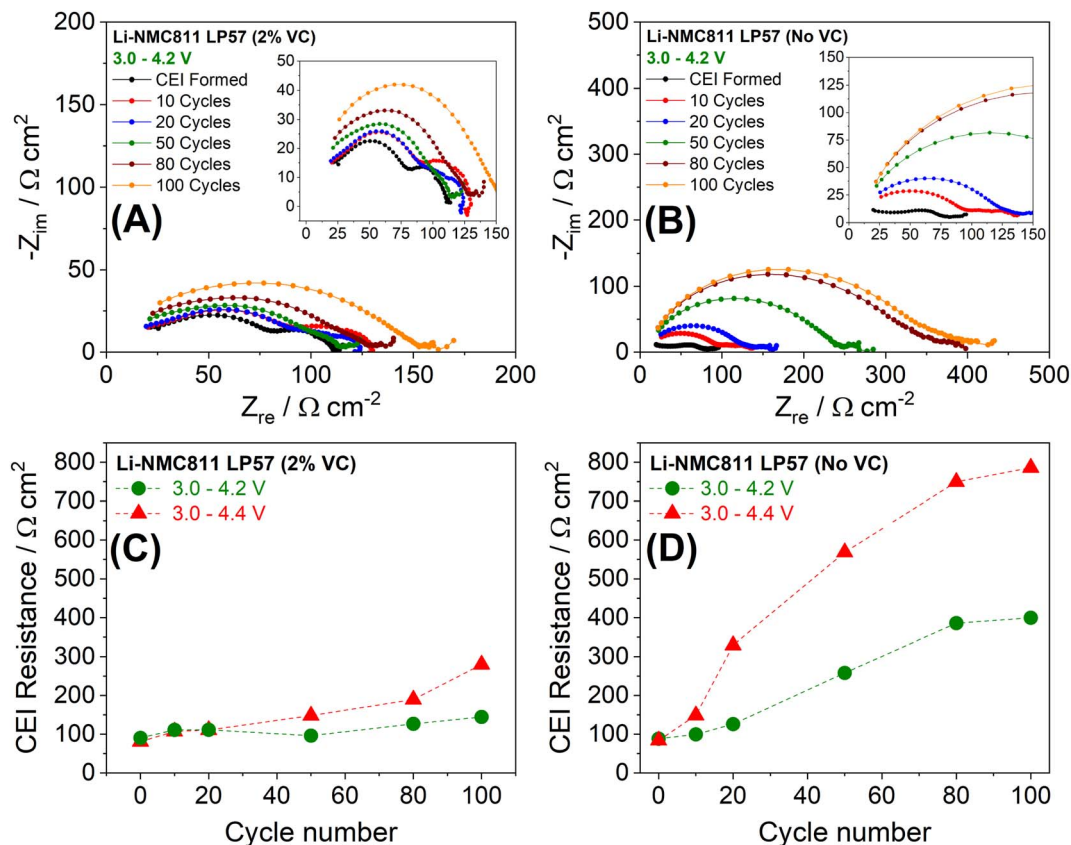 Li-NMC811 LP57 (2% VC)
3.0 - 4.2 V
CEI Formed
10 Cycles
20 Cycles
50 Cycles
80 Cycles
100 Cycles
(A)
200
150
100
50
0
-Z_im / Ω cm²
0 50 100 150 200
Z_re / Ω cm⁻²
50
40
30
20
10
0
0 25 50 75 100 125 150
Li-NMC811 LP57 (No VC)
3.0 - 4.2 V
CEI Formed
10 Cycles
20 Cycles
50 Cycles
80 Cycles
100 Cycles
(B)
500
400
300
200
100
0
-Z_im / Ω cm²
0 100 200 300 400 500
Z_re / Ω cm⁻²
150
125
100
75
50
25
0
0 25 50 75 100 125 150
Li-NMC811 LP57 (2% VC)
3.0 - 4.2 V
3.0 - 4.4 V
(C)
800
700
600
500
400
300
200
100
0
CEI Resistance / Ω cm²
0 20 40 60 80 100
Cycle number
Li-NMC811 LP57 (No VC)
3.0 - 4.2 V
3.0 - 4.4 V
(D)
800
700
600
500
400
300
200
100
0
CEI Resistance / Ω cm²
0 20 40 60 80 100
Cycle number